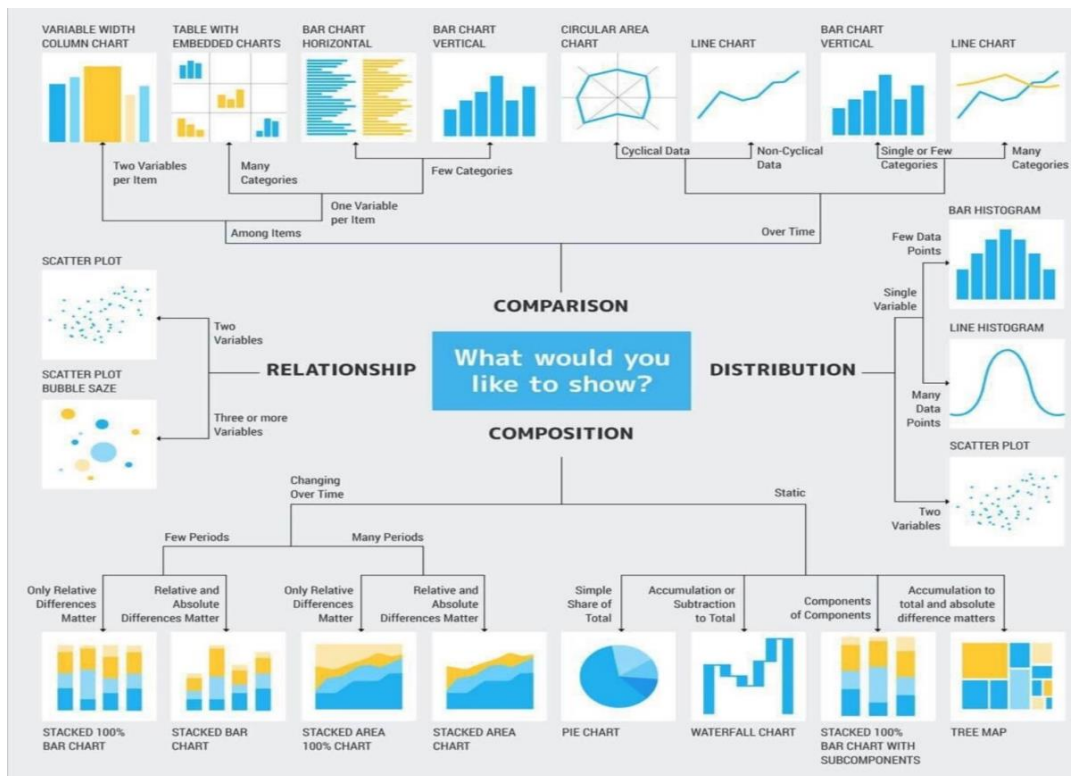 VARIABLE WIDTH
COLUMN CHART
TABLE WITH
EMBEDDED CHARTS
BAR CHART
HORIZONTAL
BAR CHART
VERTICAL
CIRCULAR AREA
CHART
LINE CHART
BAR CHART
VERTICAL
LINE CHART
Two Variables
per Item
Many
Categories
Few Categories
Cyclical Data
Non-Cyclical
Data
Single or Few
Categories
Many
Categories
One Variable
per Item
Among Items
Over Time
BAR HISTOGRAM
Few Data
Points
SCATTER PLOT
Single
Variable
COMPARISON
Two
Variables
LINE HISTOGRAM
RELATIONSHIP
What would you
like to show?
DISTRIBUTION
SCATTER PLOT
BUBBLE SAZE
Many
Data
Points
Three or more
Variables
COMPOSITION
SCATTER PLOT
Changing
Over Time
Static
Two
Variables
Few Periods
Many Periods
Only Relative
Differences
Matter
Relative and
Absolute
Differences Matter
Only Relative
Differences
Matter
Relative and
Absolute
Differences Matter
Simple
Share of
Total
Accumulation or
Subtraction
to Total
Components
of Components
Accumulation to
total and absolute
difference matters
STACKED 100%
BAR CHART
STACKED BAR
CHART
STACKED AREA
100% CHART
STACKED AREA
CHART
PIE CHART
WATERFALL CHART
STACKED 100%
BAR CHART WITH
SUBCOMPONENTS
TREE MAP